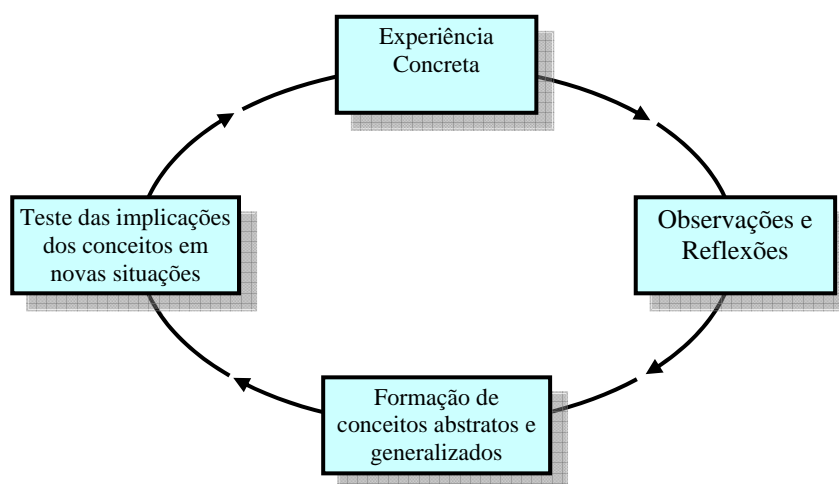 Experiência
Concreta
Teste das implicações
dos conceitos em
novas situações
Observações e
Reflexões
Formação de
conceitos abstratos e
generalizados